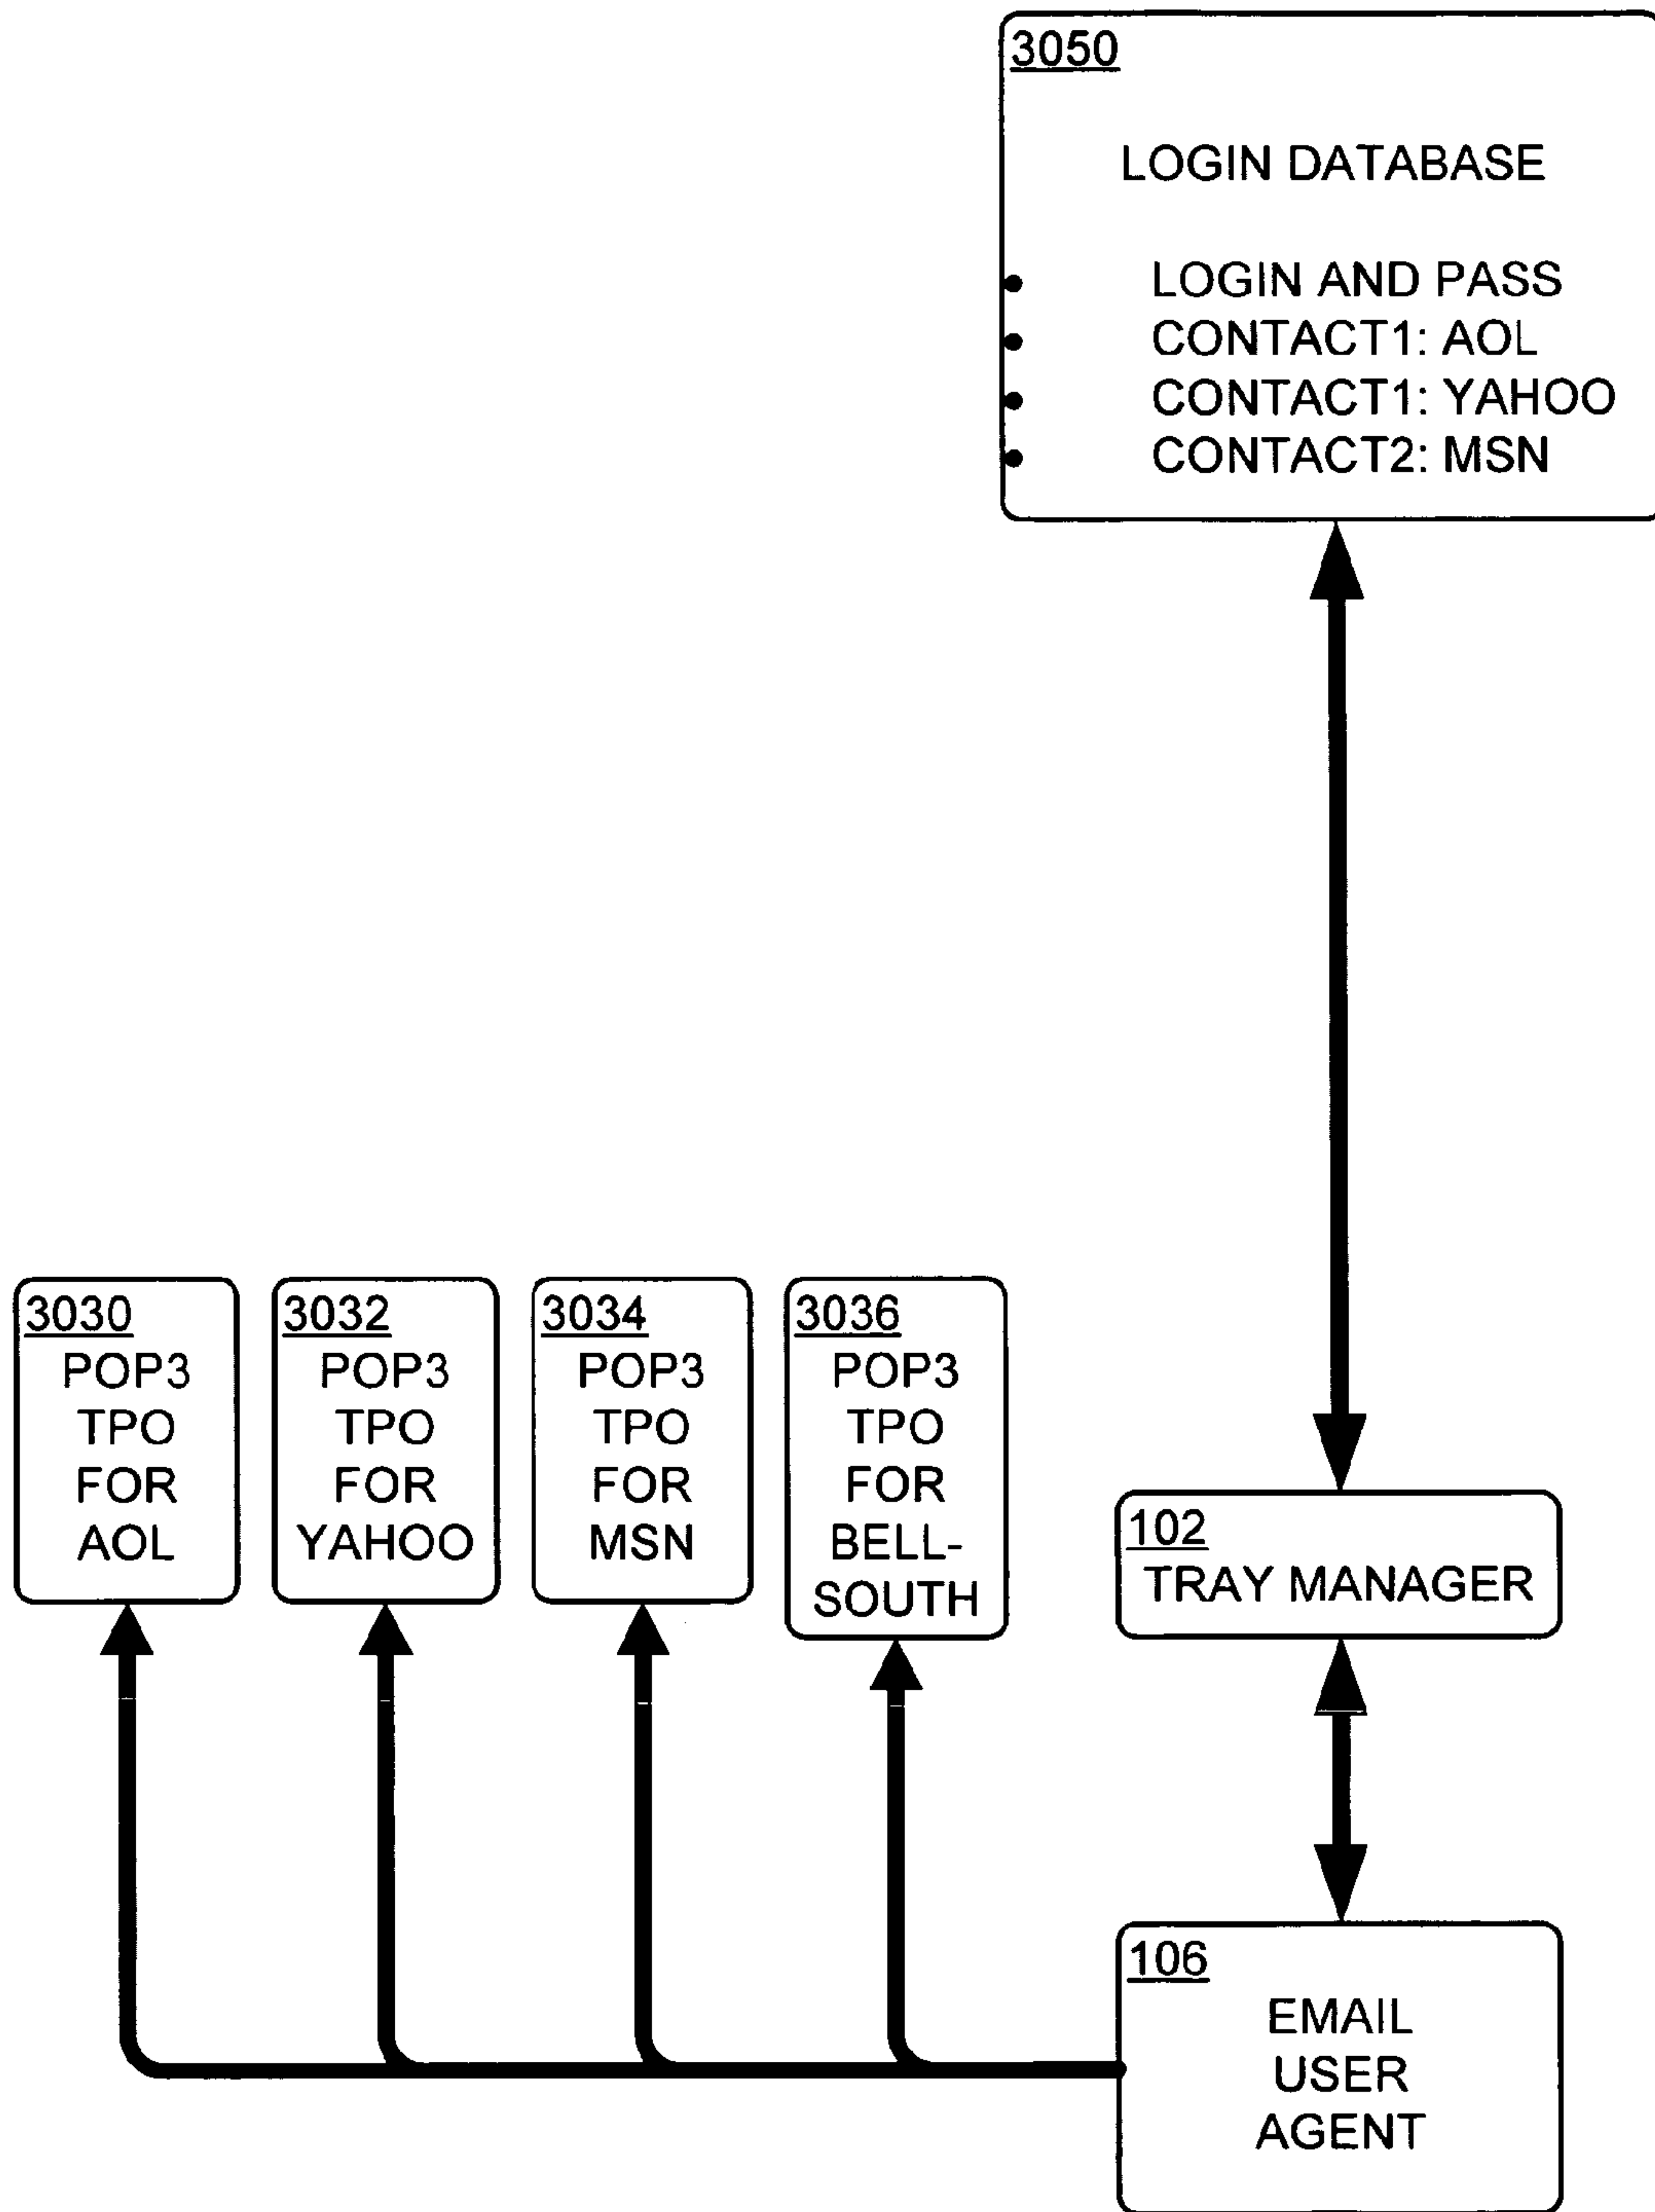 3050
LOGIN DATABASE
• LOGIN AND PASS
• CONTACT1: AOL
• CONTACT1: YAHOO
• CONTACT2: MSN
3030
POP3
TPO
FOR
AOL
3032
POP3
TPO
FOR
YAHOO
3034
POP3
TPO
FOR
MSN
3036
POP3
TPO
FOR
BELL-
SOUTH
102
TRAY MANAGER
106
EMAIL
USER
AGENT